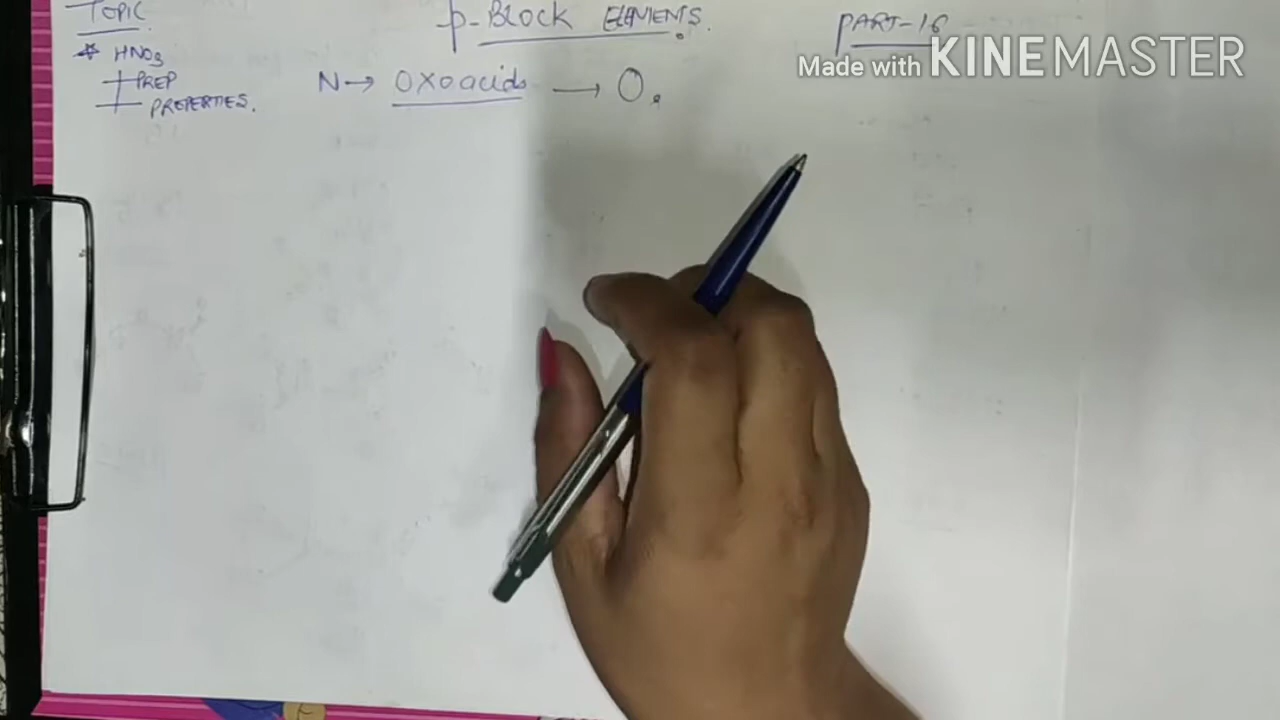 TOPIC
p-BLOCK ELEMENTS.
PART-16
Made with KINEMASTER
* HNO3
PREP
PROPERTIES.
N → Oxoacids → O.